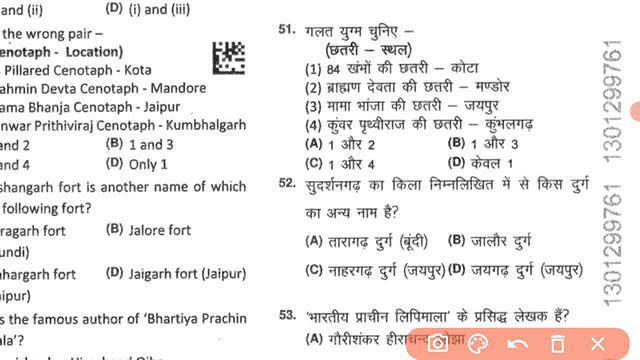 and (ii) (D) (i) and (iii)
the wrong pair –
enotaph - Location)
Pillared Cenotaph - Kota
ahmin Devta Cenotaph - Mandore
ama Bhanja Cenotaph - Jaipur
nwar Prithiviraj Cenotaph - Kumbhalgarh
and 2 (B) 1 and 3
and 4 (D) Only 1
shangarh fort is another name of which
following fort?
ragarh fort (B) Jalore fort
undi)
hargarh fort (D) Jaigarh fort (Jaipur)
ipur)
s the famous author of 'Bhartiya Prachin
la'?
51. गलत युग्म चुनिए –
(छतरी – स्थल)
(1) 84 खंभों की छतरी – कोटा
(2) ब्राह्मण देवता की छतरी – मण्डोर
(3) मामा भांजा की छतरी – जयपुर
(4) कुंवर पृथ्वीराज की छतरी – कुंभलगढ़
(A) 1 और 2 (B) 1 और 3
(C) 1 और 4 (D) केवल 1
52. सुदर्शनगढ़ का किला निम्नलिखित में से किस दुर्ग
का अन्य नाम है?
(A) तारागढ़ दुर्ग (बूंदी) (B) जालौर दुर्ग
(C) नाहरगढ़ दुर्ग (जयपुर) (D) जयगढ़ दुर्ग (जयपुर)
53. 'भारतीय प्राचीन लिपिमाला' के प्रसिद्ध लेखक हैं?
(A) गौरीशंकर हीराचन्द ओझा
1301299761 1301299761